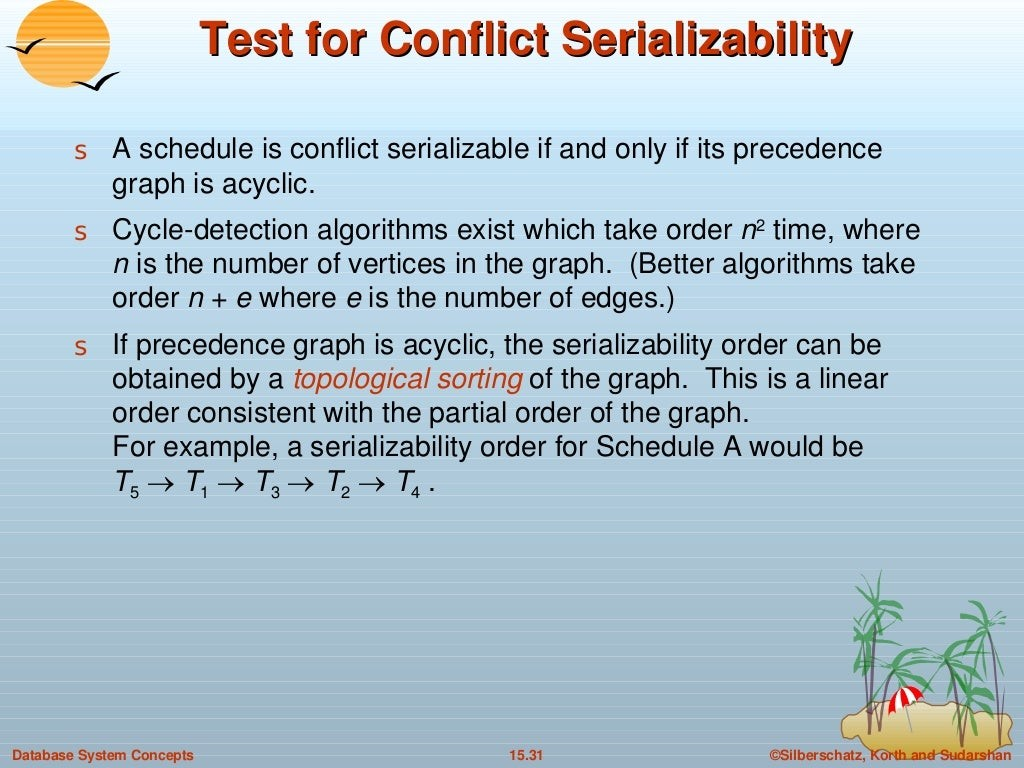 Test for Conflict Serializability
s A schedule is conflict serializable if and only if its precedence
graph is acyclic.
s Cycle-detection algorithms exist which take order n² time, where
n is the number of vertices in the graph.  (Better algorithms take
order n + e where e is the number of edges.)
s If precedence graph is acyclic, the serializability order can be
obtained by a topological sorting of the graph.  This is a linear
order consistent with the partial order of the graph.
For example, a serializability order for Schedule A would be
T₅ → T₁ → T₃ → T₂ → T₄ .
Database System Concepts 15.31 ©Silberschatz, Korth and Sudarshan